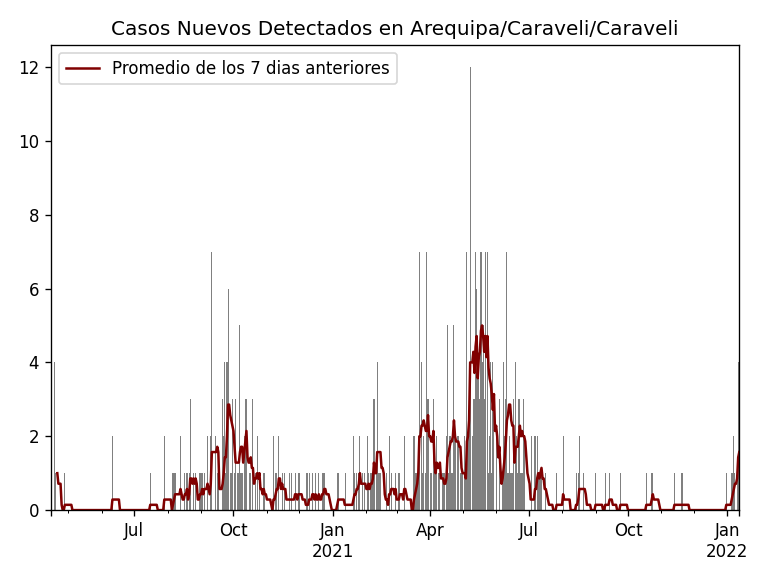 Casos Nuevos Detectados en Arequipa/Caraveli/Caraveli
Promedio de los 7 dias anteriores
12
10
8
6
4
2
0
Jul
Oct
Jan
2021
Apr
Jul
Oct
Jan
2022